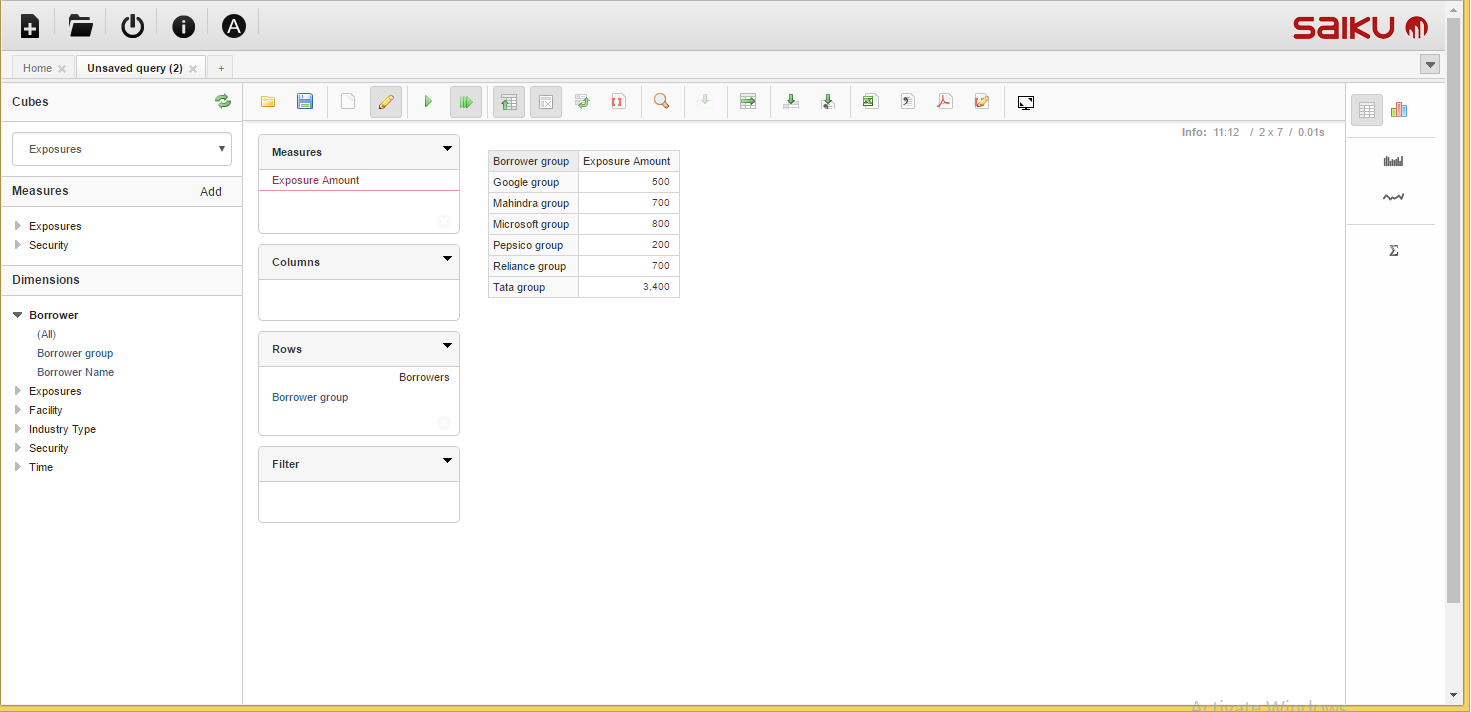 SAIKU
Home
Unsaved query (2)
+
Cubes
Exposures
Measures Add
Exposures
Security
Dimensions
Borrower
(All)
Borrower group
Borrower Name
Exposures
Facility
Industry Type
Security
Time
Info: 11:12 / 2 x 7 / 0.01s
Measures
Exposure Amount
Columns
Rows
Borrowers
Borrower group
Filter
Borrower group Exposure Amount
Google group 500
Mahindra group 700
Microsoft group 800
Pepsico group 200
Reliance group 700
Tata group 3,400
Σ
Activate Windows